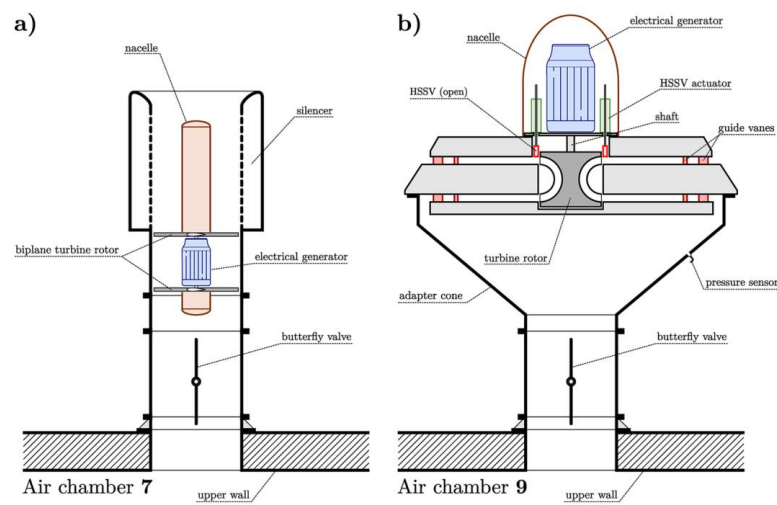 a)
nacelle
silencer
biplane turbine rotor
electrical generator
butterfly valve
Air chamber 7
upper wall
b)
electrical generator
nacelle
HSSV (open)
HSSV actuator
shaft
guide vanes
turbine rotor
pressure sensor
adapter cone
butterfly valve
Air chamber 9
upper wall